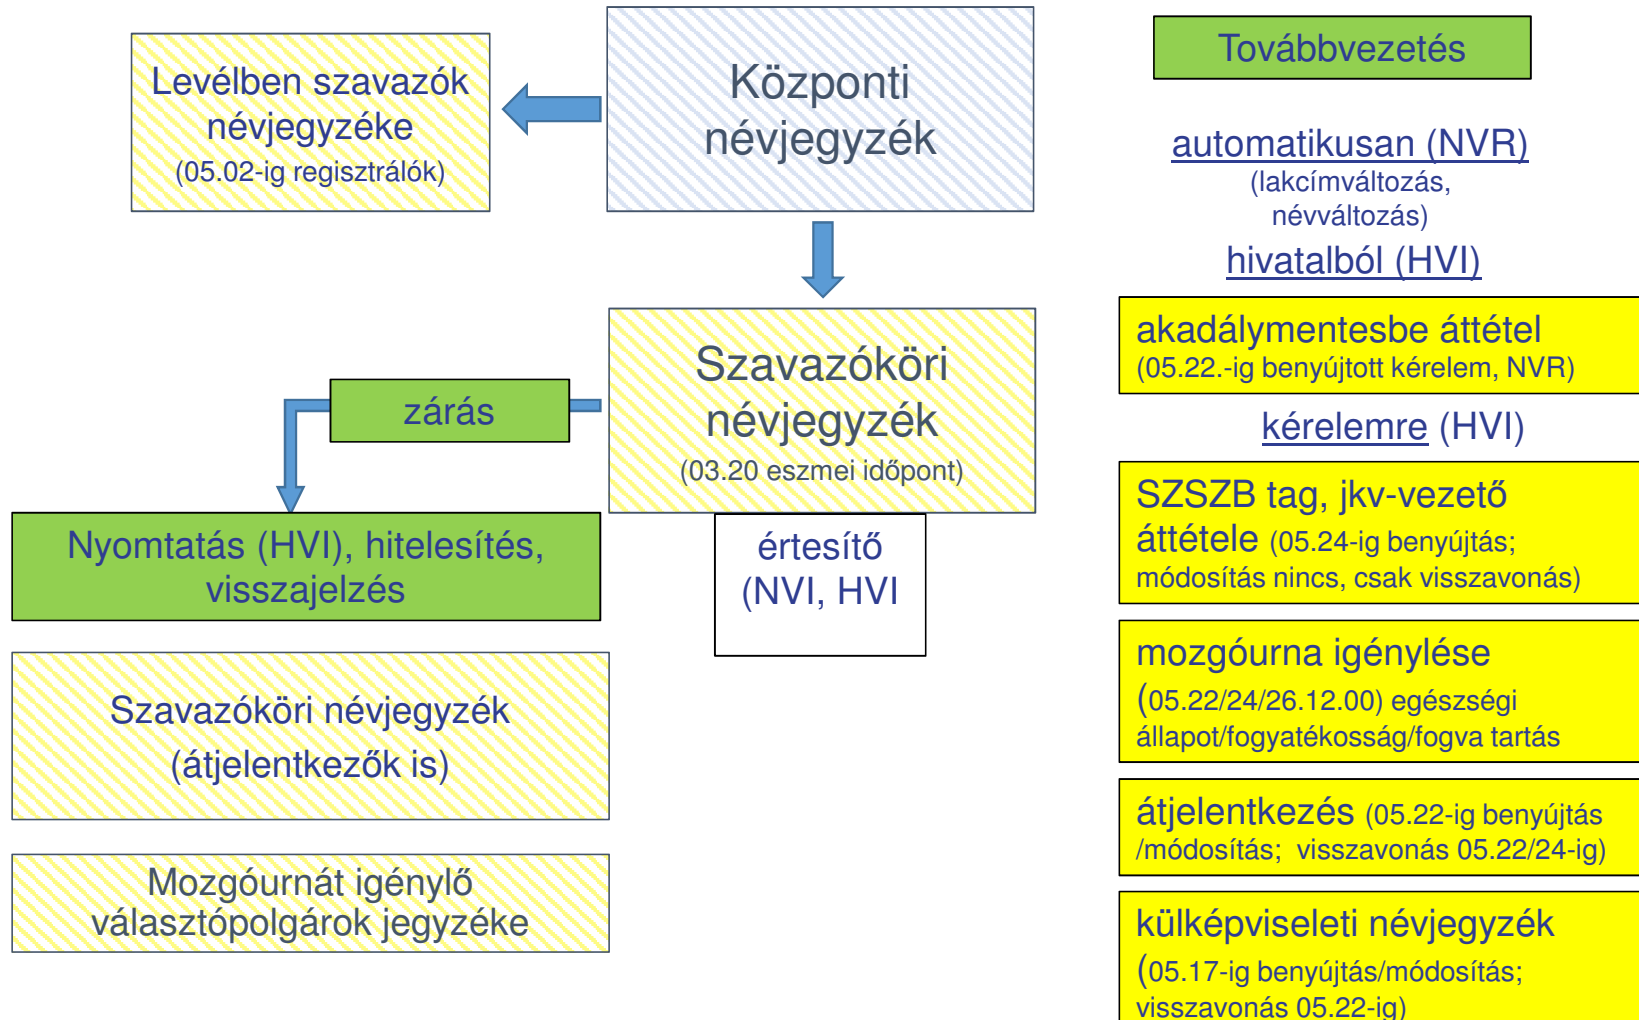 Levélben szavazók
névjegyzéke
(05.02-ig regisztrálók)
Központi
névjegyzék
Szavazóköri
névjegyzék
(03.20 eszmei időpont)
zárás
Nyomtatás (HVI), hitelesítés,
visszajelzés
értesítő
(NVI, HVI
Szavazóköri névjegyzék
(átjelentkezők is)
Mozgóurnát igénylő
választópolgárok jegyzéke
Továbbvezetés
automatikusan (NVR)
(lakcímváltozás,
névváltozás)
hivatalból (HVI)
akadálymentesbe áttétel
(05.22.-ig benyújtott kérelem, NVR)
kérelemre (HVI)
SZSZB tag, jkv-vezető
áttétele (05.24-ig benyújtás;
módosítás nincs, csak visszavonás)
mozgóurna igénylése
(05.22/24/26.12.00) egészségi
állapot/fogyatékosság/fogva tartás
átjelentkezés (05.22-ig benyújtás
/módosítás; visszavonás 05.22/24-ig)
külképviseleti névjegyzék
(05.17-ig benyújtás/módosítás;
visszavonás 05.22-ig)